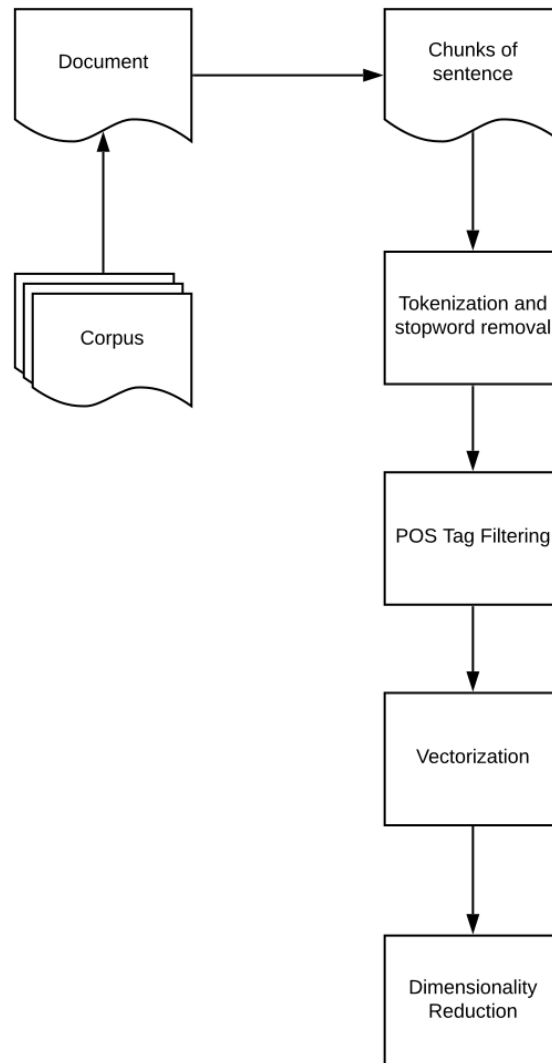 Document
Chunks of
sentence
Corpus
Tokenization and
stopword removal
POS Tag Filtering
Vectorization
Dimensionality
Reduction